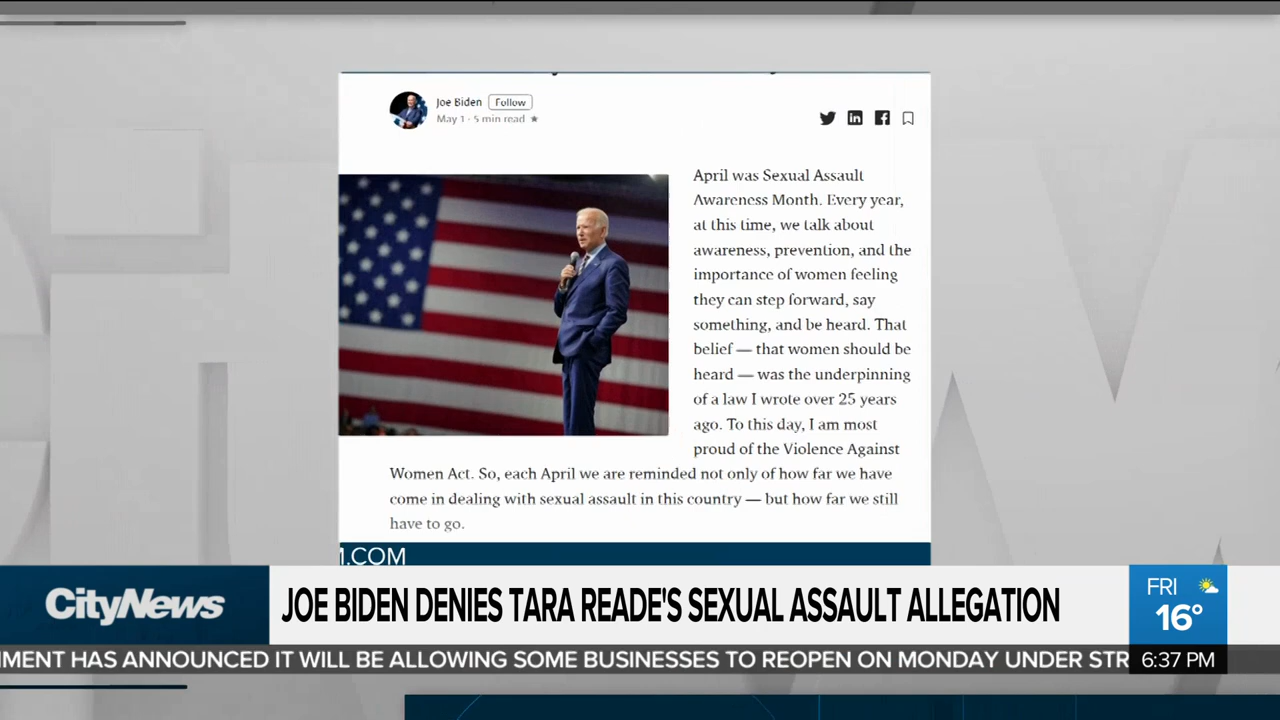 Joe Biden Follow
May 1 · 5 min read ★
April was Sexual Assault
Awareness Month. Every year,
at this time, we talk about
awareness, prevention, and the
importance of women feeling
they can step forward, say
something, and be heard. That
belief — that women should be
heard — was the underpinning
of a law I wrote over 25 years
ago. To this day, I am most
proud of the Violence Against
Women Act. So, each April we are reminded not only of how far we have
come in dealing with sexual assault in this country — but how far we still
have to go.
.COM
CityNews
JOE BIDEN DENIES TARA READE'S SEXUAL ASSAULT ALLEGATION
FRI
16°
MENT HAS ANNOUNCED IT WILL BE ALLOWING SOME BUSINESSES TO REOPEN ON MONDAY UNDER STR
6:37 PM